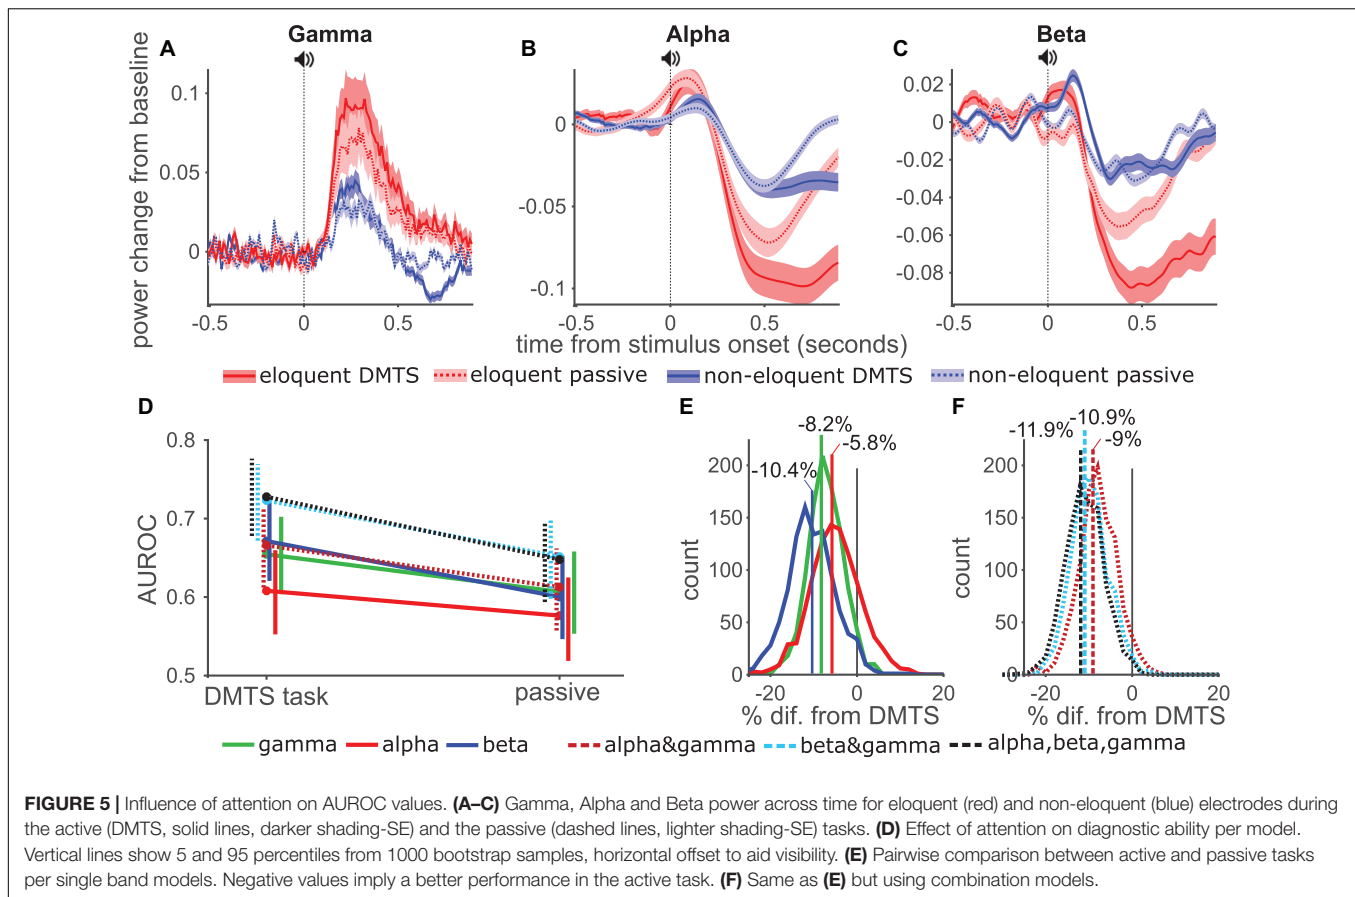 Gamma
Alpha
Beta
A
B
C
power change from baseline
0.1
0.05
0
-0.5
0
0.5
0
-0.05
-0.1
-0.5
0
0.5
0.02
0
-0.02
-0.04
-0.06
-0.08
-0.5
0
0.5
time from stimulus onset (seconds)
eloquent DMTS
eloquent passive
non-eloquent DMTS
non-eloquent passive
D
AUROC
0.8
0.7
0.6
0.5
DMTS task
passive
E
-8.2%
-5.8%
-10.4%
count
200
150
100
50
0
-20
0
20
% dif. from DMTS
F
-10.9%
-11.9%
-9%
count
200
150
100
50
0
-20
0
20
% dif. from DMTS
gamma
alpha
beta
alpha&gamma
beta&gamma
alpha,beta,gamma
FIGURE 5 | Influence of attention on AUROC values. (A–C) Gamma, Alpha and Beta power across time for eloquent (red) and non-eloquent (blue) electrodes during
the active (DMTS, solid lines, darker shading-SE) and the passive (dashed lines, lighter shading-SE) tasks. (D) Effect of attention on diagnostic ability per model.
Vertical lines show 5 and 95 percentiles from 1000 bootstrap samples, horizontal offset to aid visibility. (E) Pairwise comparison between active and passive tasks
per single band models. Negative values imply a better performance in the active task. (F) Same as (E) but using combination models.